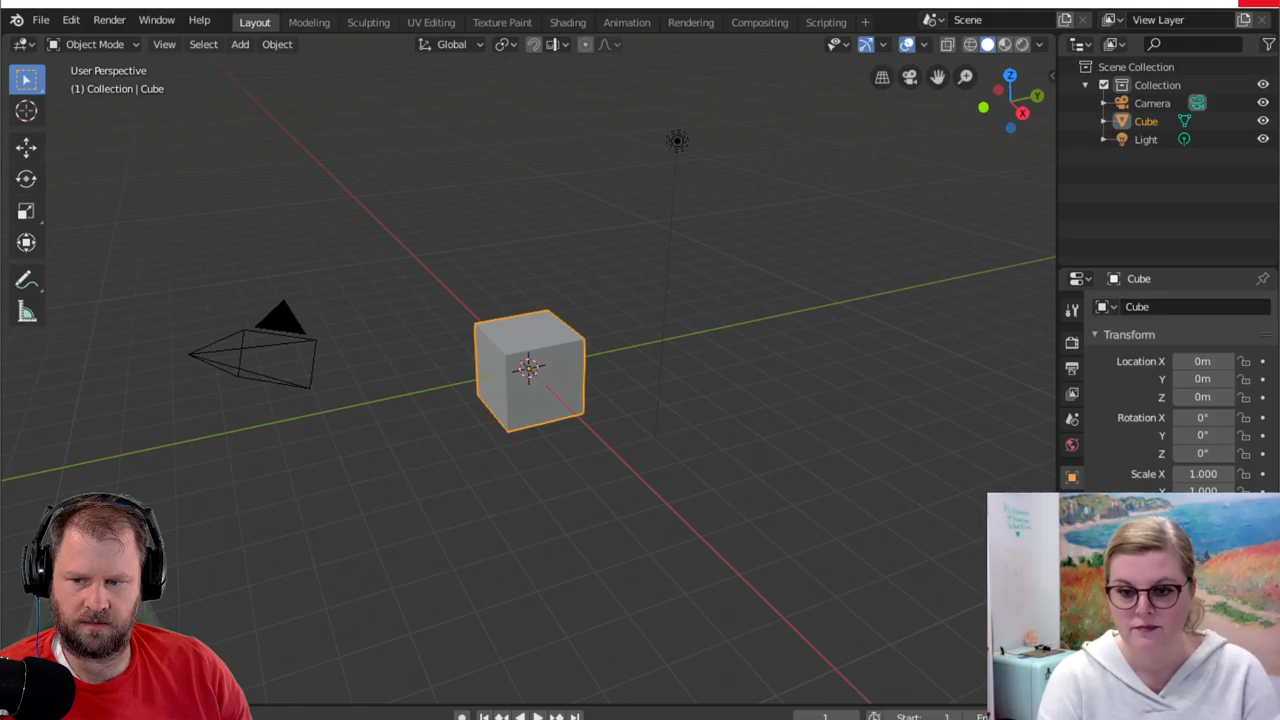 File Edit Render Window Help Layout Modeling Sculpting UV Editing Texture Paint Shading Animation Rendering Compositing Scripting + Scene View Layer
Object Mode View Select Add Object Global
User Perspective
(1) Collection | Cube
Z
Y
X
Scene Collection
Collection
Camera
Cube
Light
Cube
Cube
Transform
Location X 0m
Y 0m
Z 0m
Rotation X 0°
Y 0°
Z 0°
Scale X 1.000
1 Start: 1